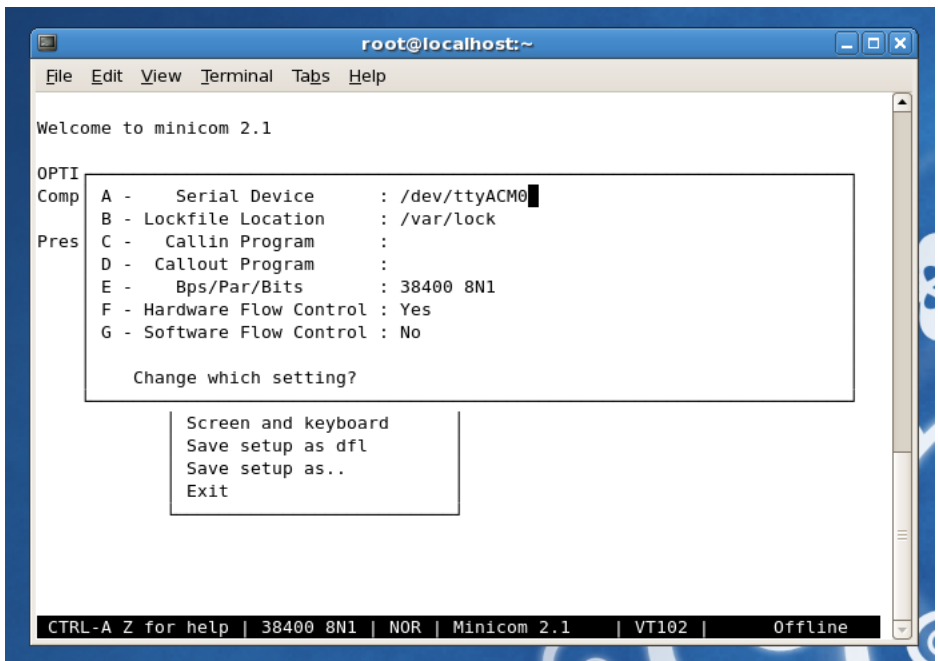 root@localhost:~
File Edit View Terminal Tabs Help
Welcome to minicom 2.1
OPTI
Comp A - Serial Device : /dev/ttyACM0
B - Lockfile Location : /var/lock
Pres C - Callin Program :
D - Callout Program :
E - Bps/Par/Bits : 38400 8N1
F - Hardware Flow Control : Yes
G - Software Flow Control : No
Change which setting?
Screen and keyboard
Save setup as dfl
Save setup as..
Exit
CTRL-A Z for help | 38400 8N1 | NOR | Minicom 2.1 | VT102 | Offline